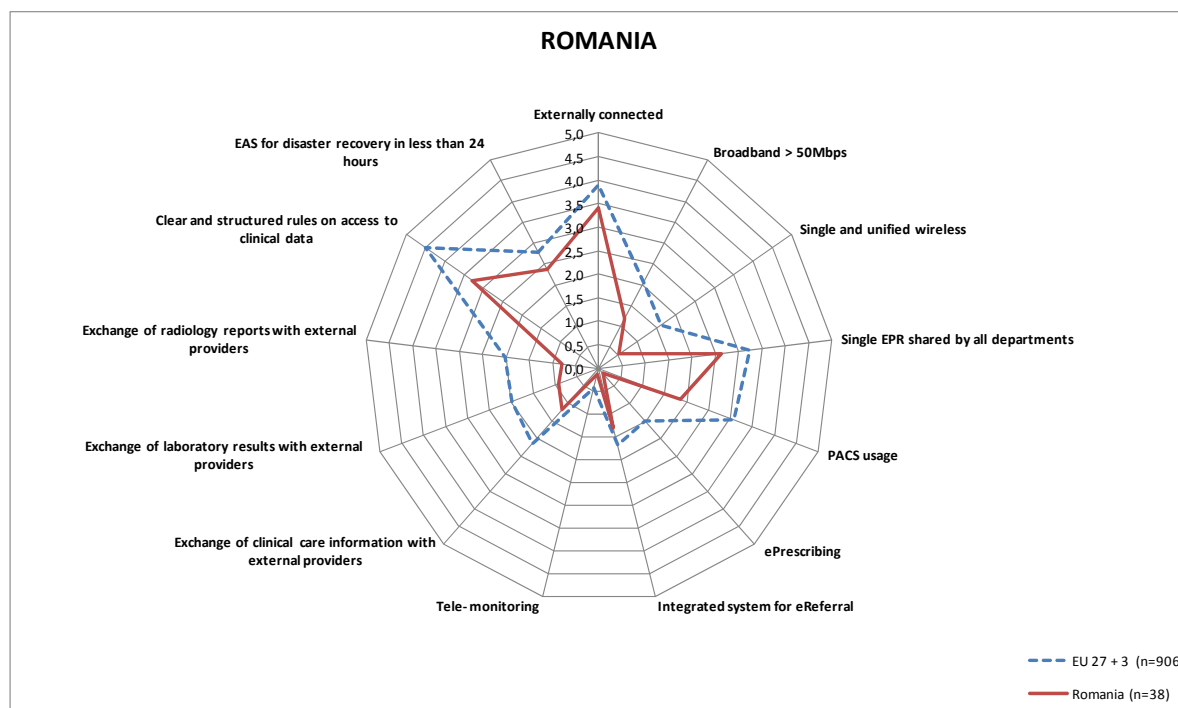 ROMANIA
Externally connected
EAS for disaster recovery in less than 24
hours
Broadband > 50Mbps
Clear and structured rules on access to
clinical data
Single and unified wireless
Exchange of radiology reports with external
providers
Single EPR shared by all departments
Exchange of laboratory results with external
providers
PACS usage
Exchange of clinical care information with
external providers
ePrescribing
Tele- monitoring
Integrated system for eReferral
5,0
4,5
4,0
3,5
3,0
2,5
2,0
1,5
1,0
0,5
0,0
EU 27 + 3 (n=906
Romania (n=38)